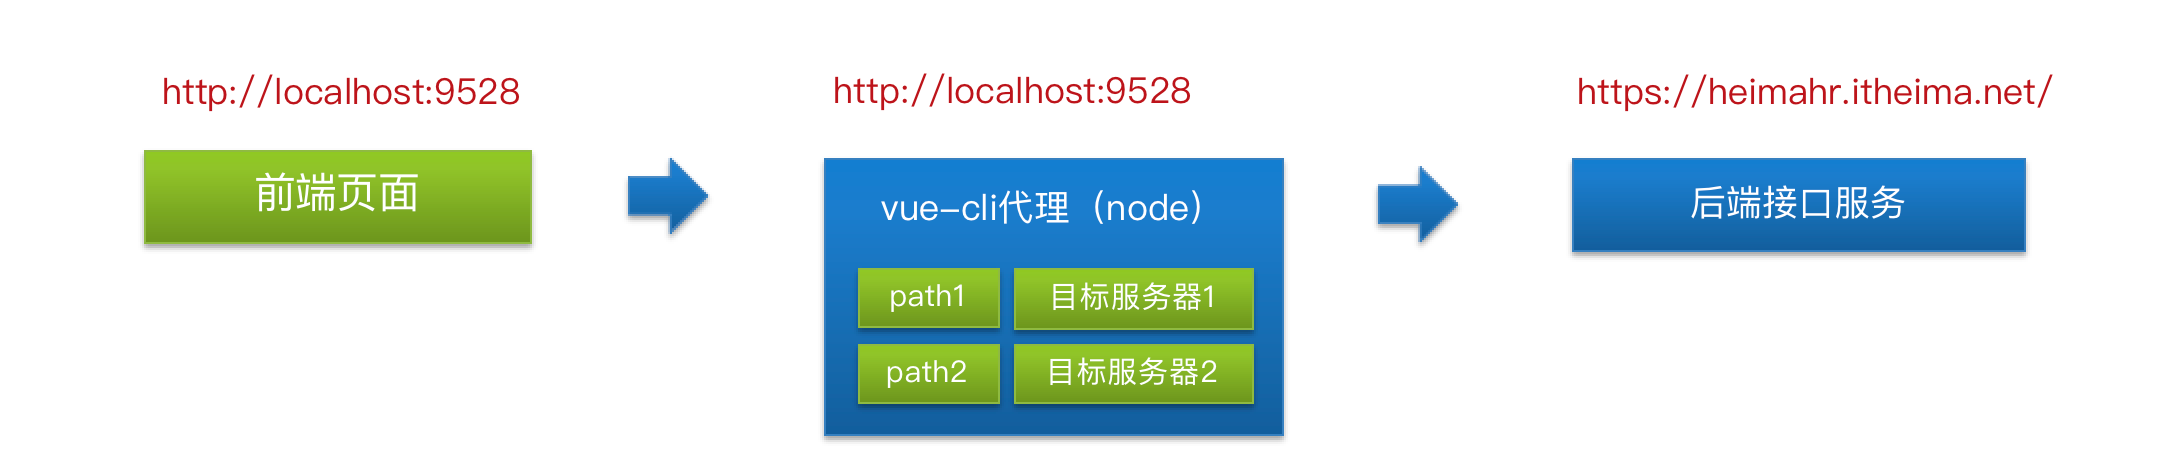 http://localhost:9528
前端页面
http://localhost:9528
vue-cli代理（node）
path1
目标服务器1
path2
目标服务器2
https://heimahr.itheima.net/
后端接口服务